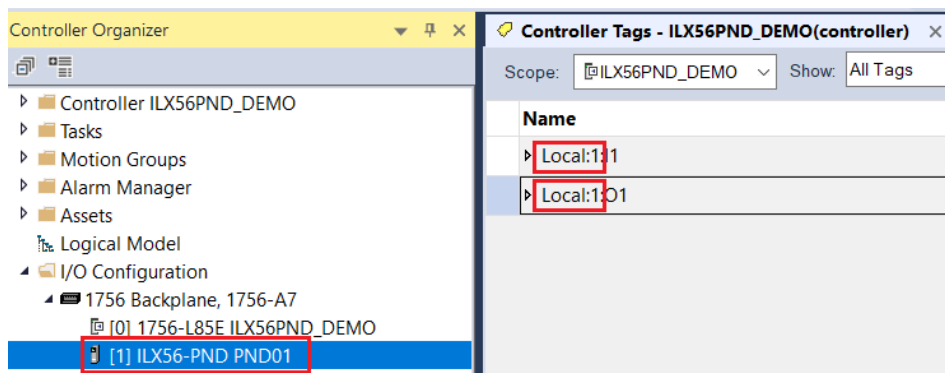 Controller Organizer
Controller ILX56PND_DEMO
Tasks
Motion Groups
Alarm Manager
Assets
Logical Model
I/O Configuration
1756 Backplane, 1756-A7
[0] 1756-L85E ILX56PND_DEMO
[1] ILX56-PND PND01
Controller Tags - ILX56PND_DEMO(controller)
Scope: ILX56PND_DEMO Show: All Tags
Name
Local:1:I1
Local:1:O1